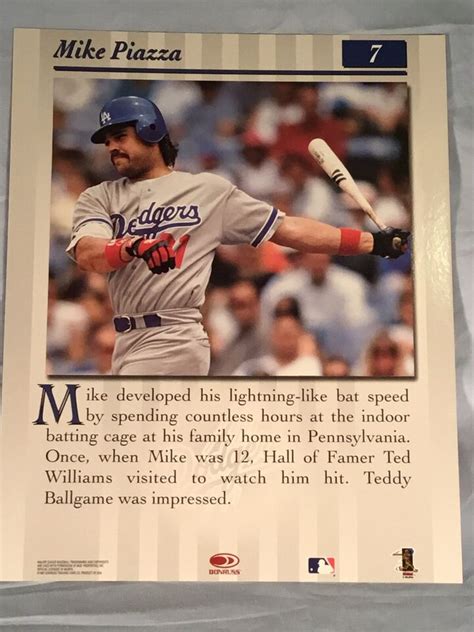 Mike Piazza
7
LA
Dodgers
Mike developed his lightning-like bat speed
by spending countless hours at the indoor
batting cage at his family home in Pennsylvania.
Once, when Mike was 12, Hall of Famer Ted
Williams visited to watch him hit. Teddy
Ballgame was impressed.
DONRUSS